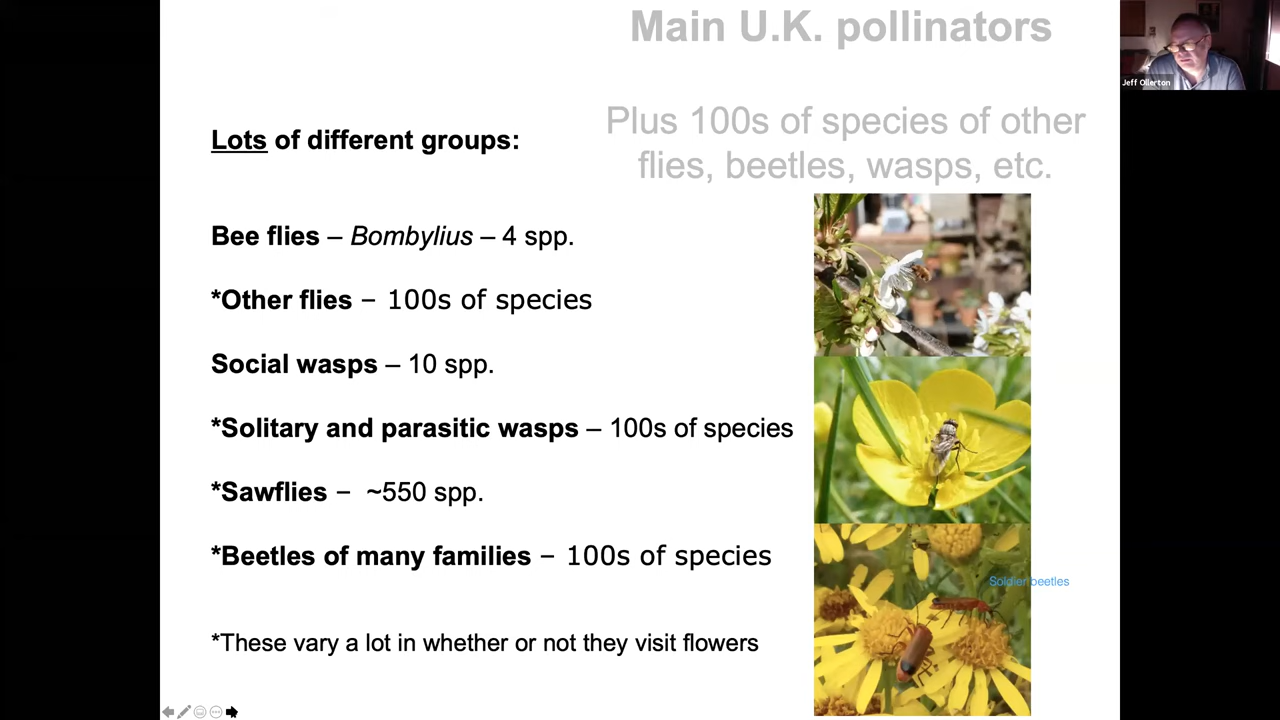 Main U.K. pollinators
Jeff Ollerton
Plus 100s of species of other
flies, beetles, wasps, etc.
Lots of different groups:
Bee flies – Bombylius – 4 spp.
*Other flies – 100s of species
Social wasps – 10 spp.
*Solitary and parasitic wasps – 100s of species
*Sawflies – ~550 spp.
*Beetles of many families – 100s of species
Soldier beetles
*These vary a lot in whether or not they visit flowers